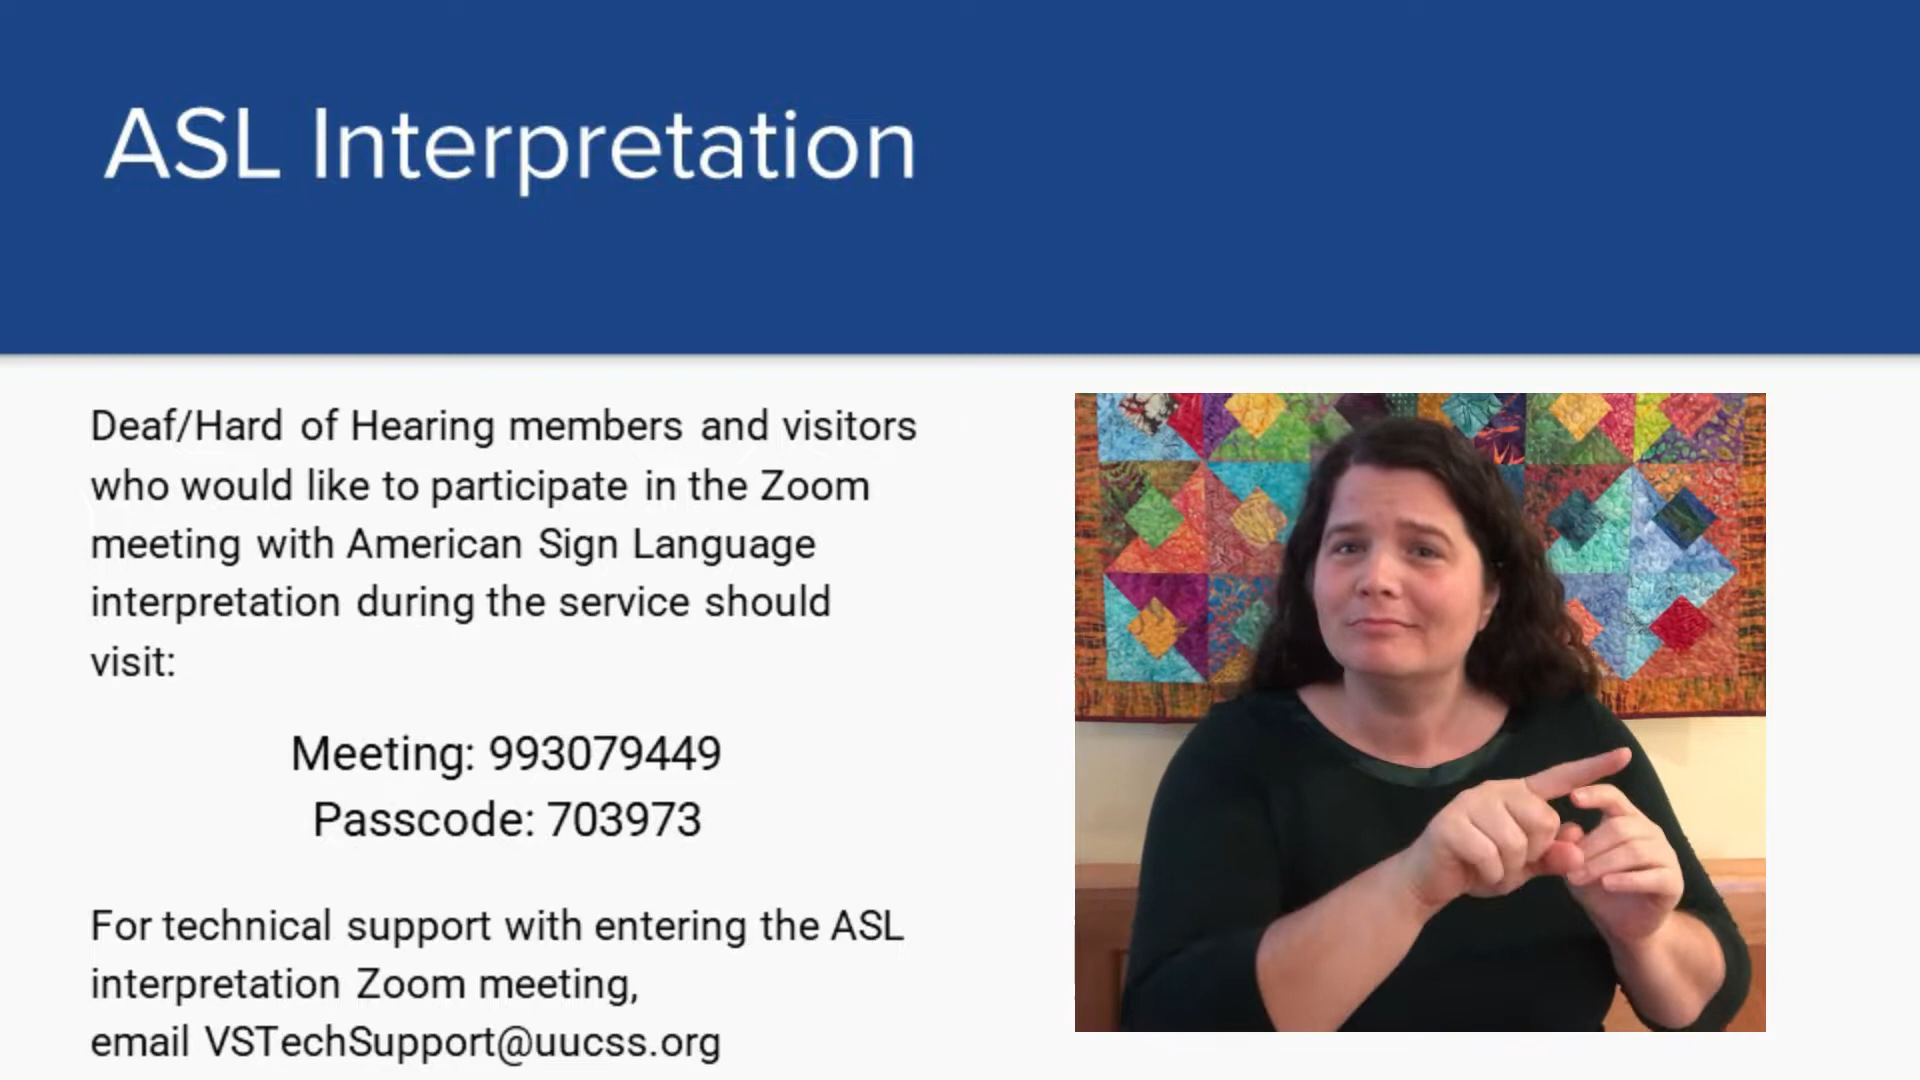 ASL Interpretation
Deaf/Hard of Hearing members and visitors
who would like to participate in the Zoom
meeting with American Sign Language
interpretation during the service should
visit:
Meeting: 993079449
Passcode: 703973
For technical support with entering the ASL
interpretation Zoom meeting,
email VSTechSupport@uucss.org